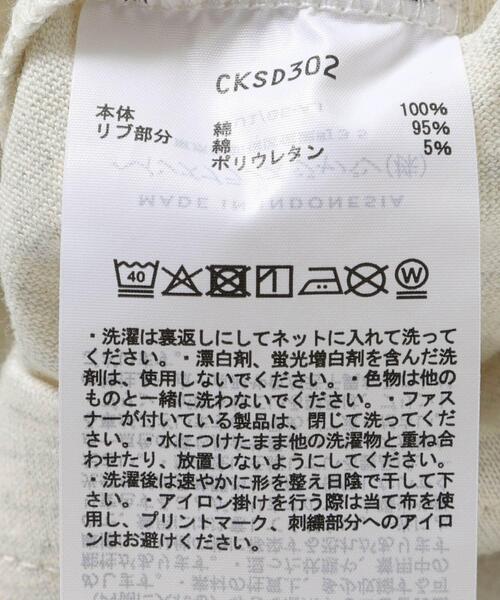 CKSD302
本体 綿 100%
リブ部分 綿 95%
ポリウレタン 5%
MADE IN INDONESIA
40
W
・洗濯は裏返しにしてネットに入れて洗って
ください。・漂白剤、蛍光増白剤を含んだ洗
剤は、使用しないでください。・色物は他の
ものと一緒に洗わないでください。・ファス
ナーが付いている製品は、閉じて洗ってくだ
さい。・水につけたまま他の洗濯物と重ね合
わせたり、放置しないようにしてください。
・洗濯後は速やかに形を整え日陰で干して下
さい。・アイロン掛けを行う際は当て布を使
用し、プリントマーク、刺繍部分へのアイロ
ンはお避けください。